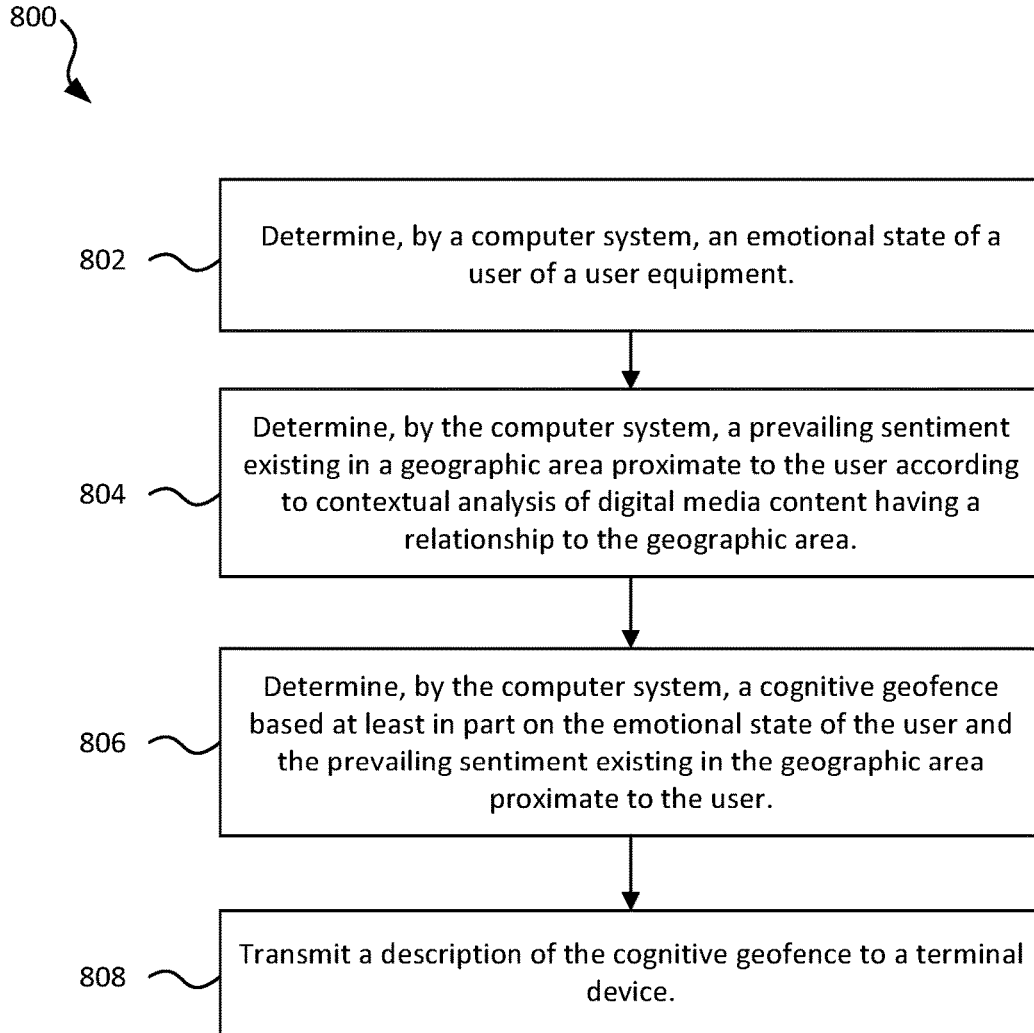 800
802
Determine, by a computer system, an emotional state of a
user of a user equipment.
804
Determine, by the computer system, a prevailing sentiment
existing in a geographic area proximate to the user according
to contextual analysis of digital media content having a
relationship to the geographic area.
806
Determine, by the computer system, a cognitive geofence
based at least in part on the emotional state of the user and
the prevailing sentiment existing in the geographic area
proximate to the user.
808
Transmit a description of the cognitive geofence to a terminal
device.